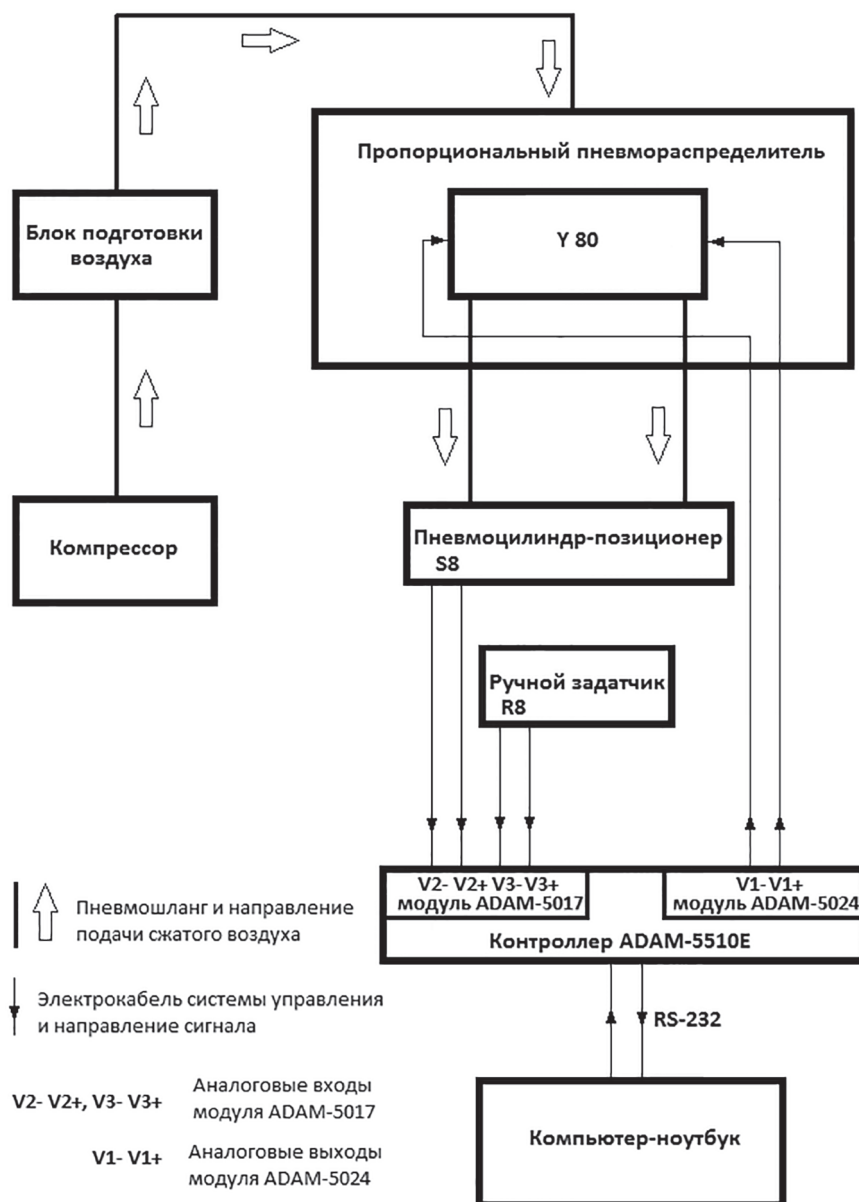 Пропорциональный пневмораспределитель
Y 80
Блок подготовки
воздуха
Компрессор
Пневмоцилиндр-позиционер
S8
Ручной задатчик
R8
V2- V2+ V3- V3+
модуль ADAM-5017
V1- V1+
модуль ADAM-5024
Контроллер ADAM-5510E
RS-232
Компьютер-ноутбук
Пневмошланг и направление
подачи сжатого воздуха
Электрокабель системы управления
и направление сигнала
V2- V2+, V3- V3+ Аналоговые входы
модуля ADAM-5017
V1- V1+ Аналоговые выходы
модуля ADAM-5024